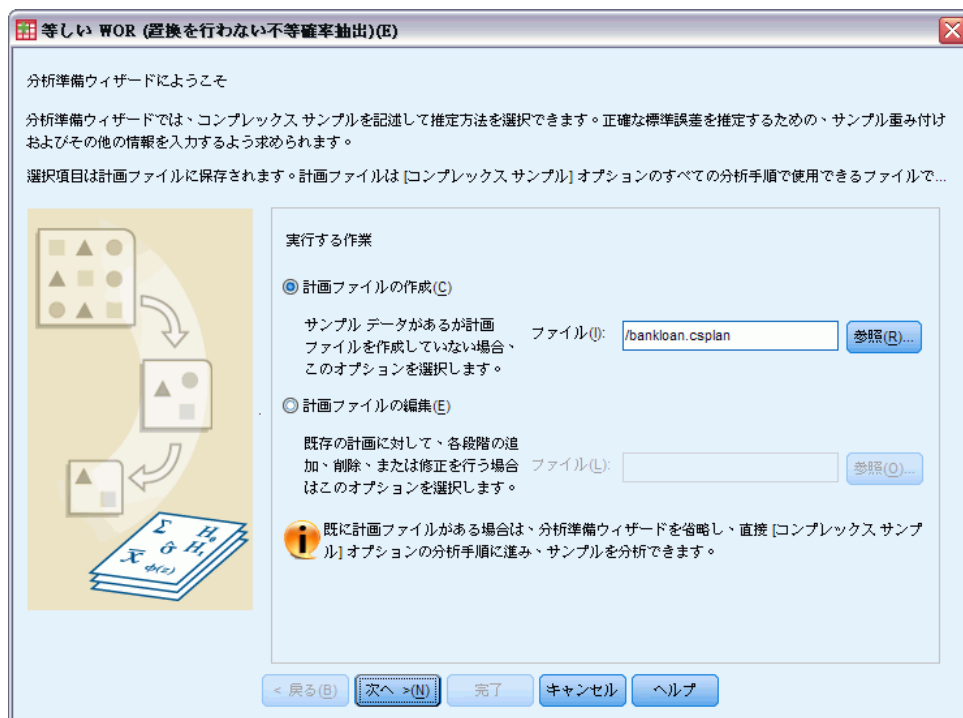 等しい WOR (置換を行わない不等確率抽出)(E)
分析準備ウィザードにようこそ
分析準備ウィザードでは、コンプレックス サンプルを記述して推定方法を選択できます。正確な標準誤差を推定するための、サンプル重み付け
およびその他の情報を入力するよう求められます。
選択項目は計画ファイルに保存されます。計画ファイルは [コンプレックス サンプル] オプションのすべての分析手順で使用できるファイルで...
実行する作業
計画ファイルの作成(C)
サンプル データがあるが計画
ファイルを作成していない場合、
このオプションを選択します。
ファイル(I):
/bankloan.csplan
参照(R)...
計画ファイルの編集(E)
既存の計画に対して、各段階の追
加、削除、または修正を行う場合
はこのオプションを選択します。
ファイル(L):
参照(O)...
既に計画ファイルがある場合は、分析準備ウィザードを省略し、直接 [コンプレックス サンプ
ル] オプションの分析手順に進み、サンプルを分析できます。
Σ H₀
x̄ σ̂ H₁
φ(z)
< 戻る(B)
次へ >(N)
完了
キャンセル
ヘルプ